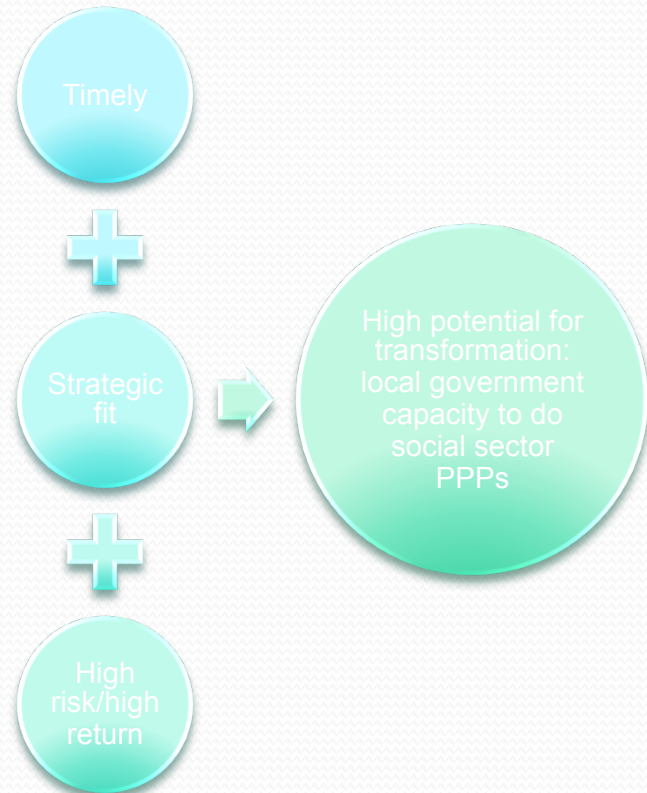 Timely
Strategic
fit
High
risk/high
return
High potential for
transformation:
local government
capacity to do
social sector
PPPs